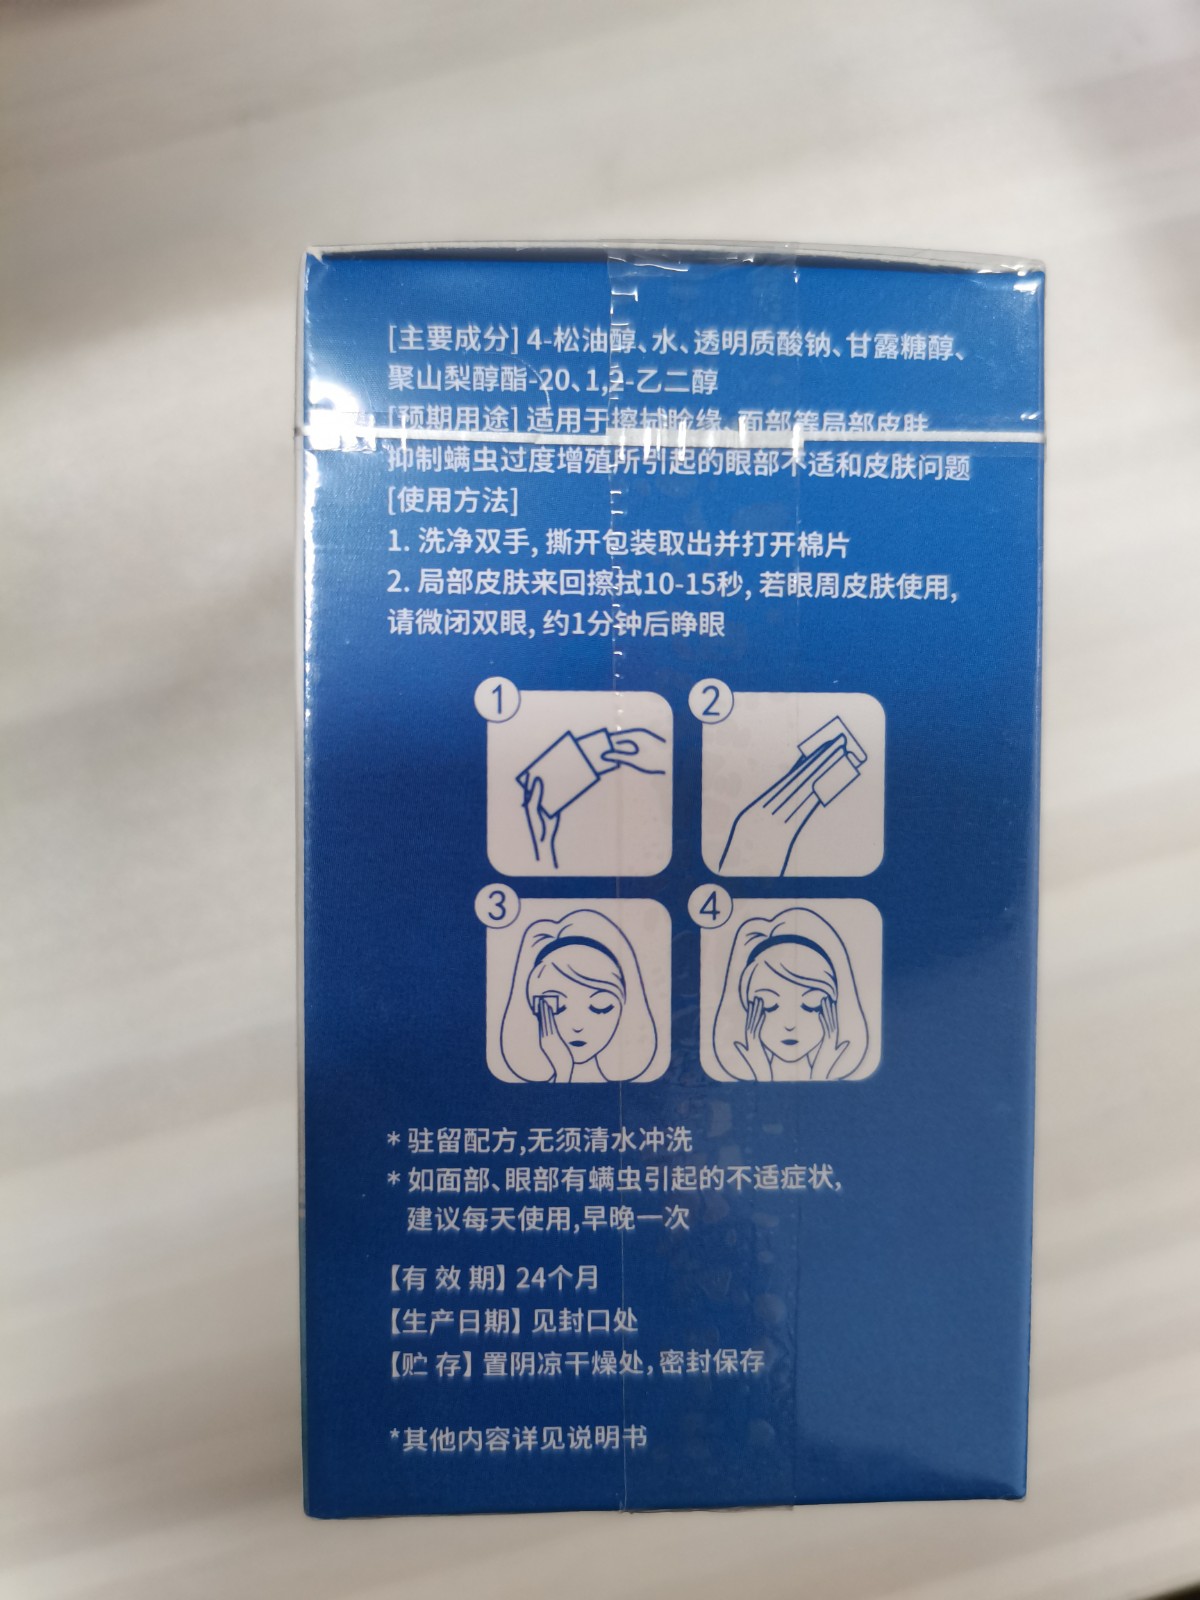 [主要成分] 4-松油醇、水、透明质酸钠、甘露糖醇、
聚山梨醇酯-20、1,2-乙二醇
[预期用途] 适用于擦拭睑缘、面部等局部皮肤
抑制螨虫过度增殖所引起的眼部不适和皮肤问题
[使用方法]
1. 洗净双手, 撕开包装取出并打开棉片
2. 局部皮肤来回擦拭10-15秒, 若眼周皮肤使用,
请微闭双眼, 约1分钟后睁眼
1
2
3
4
* 驻留配方,无须清水冲洗
* 如面部、眼部有螨虫引起的不适症状,
建议每天使用,早晚一次
【有 效 期】 24个月
【生产日期】 见封口处
【贮 存】 置阴凉干燥处, 密封保存
*其他内容详见说明书